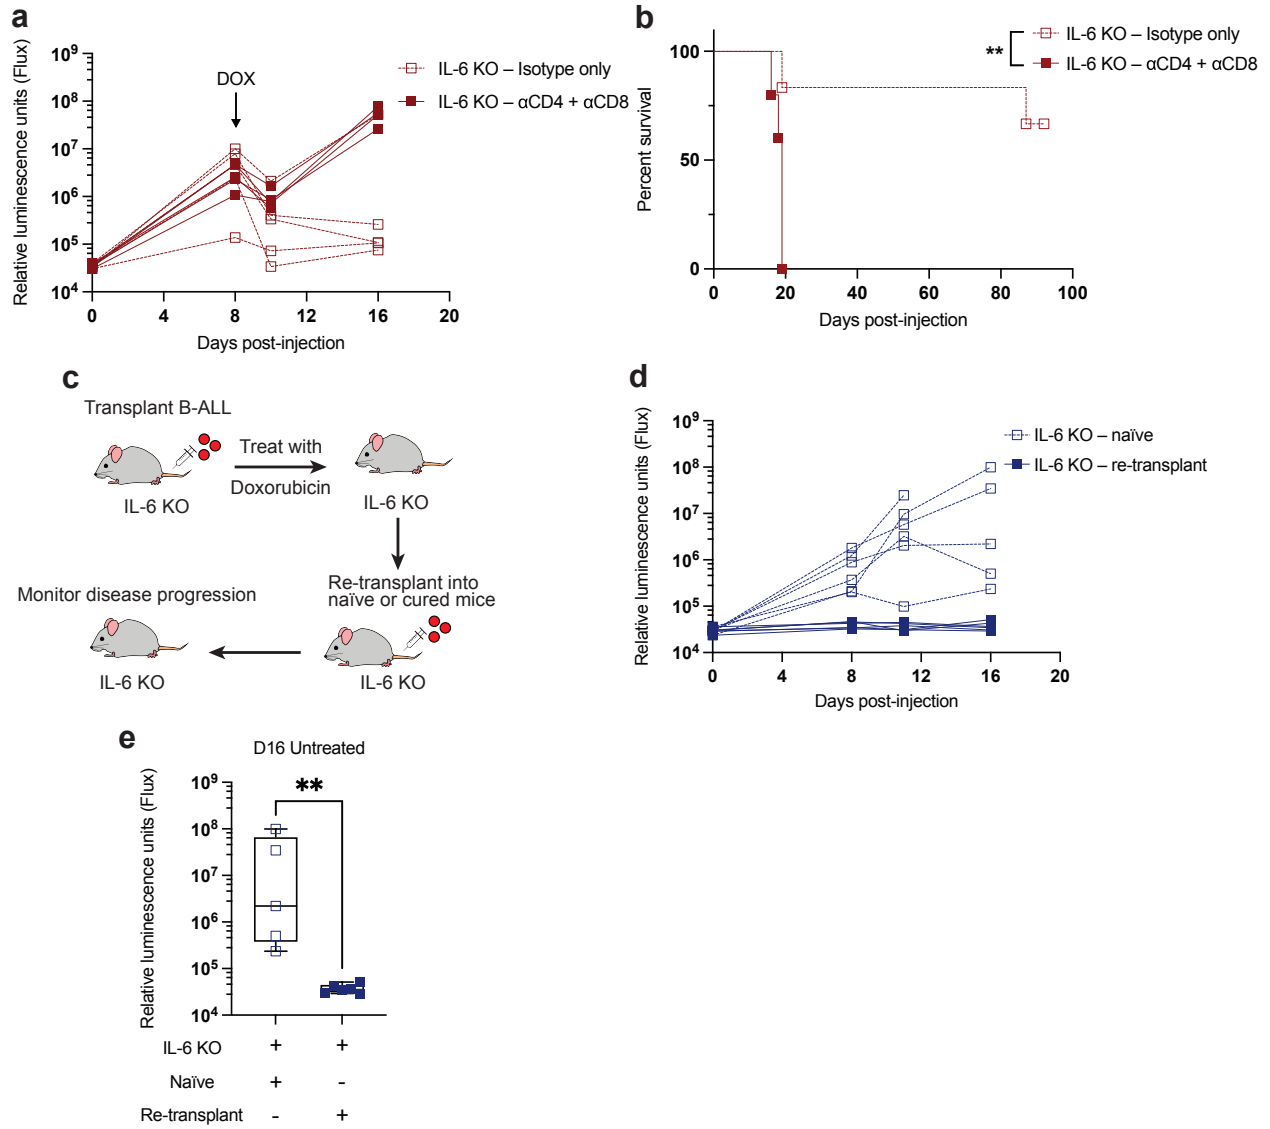 a
Relative luminescence units (Flux)
10⁹
10⁸
10⁷
10⁶
10⁵
10⁴
DOX
IL-6 KO – Isotype only
IL-6 KO – αCD4 + αCD8
0 4 8 12 16 20
Days post-injection
b
Percent survival
100
50
0
**
IL-6 KO – Isotype only
IL-6 KO – αCD4 + αCD8
0 20 40 60 80 100
Days post-injection
c
Transplant B-ALL
IL-6 KO
Treat with
Doxorubicin
IL-6 KO
Re-transplant into
naïve or cured mice
IL-6 KO
Monitor disease progression
IL-6 KO
d
Relative luminescence units (Flux)
10⁹
10⁸
10⁷
10⁶
10⁵
10⁴
IL-6 KO – naïve
IL-6 KO – re-transplant
0 4 8 12 16 20
Days post-injection
e
D16 Untreated
Relative luminescence units (Flux)
10⁹
10⁸
10⁷
10⁶
10⁵
10⁴
**
IL-6 KO + +
Naïve + -
Re-transplant - +